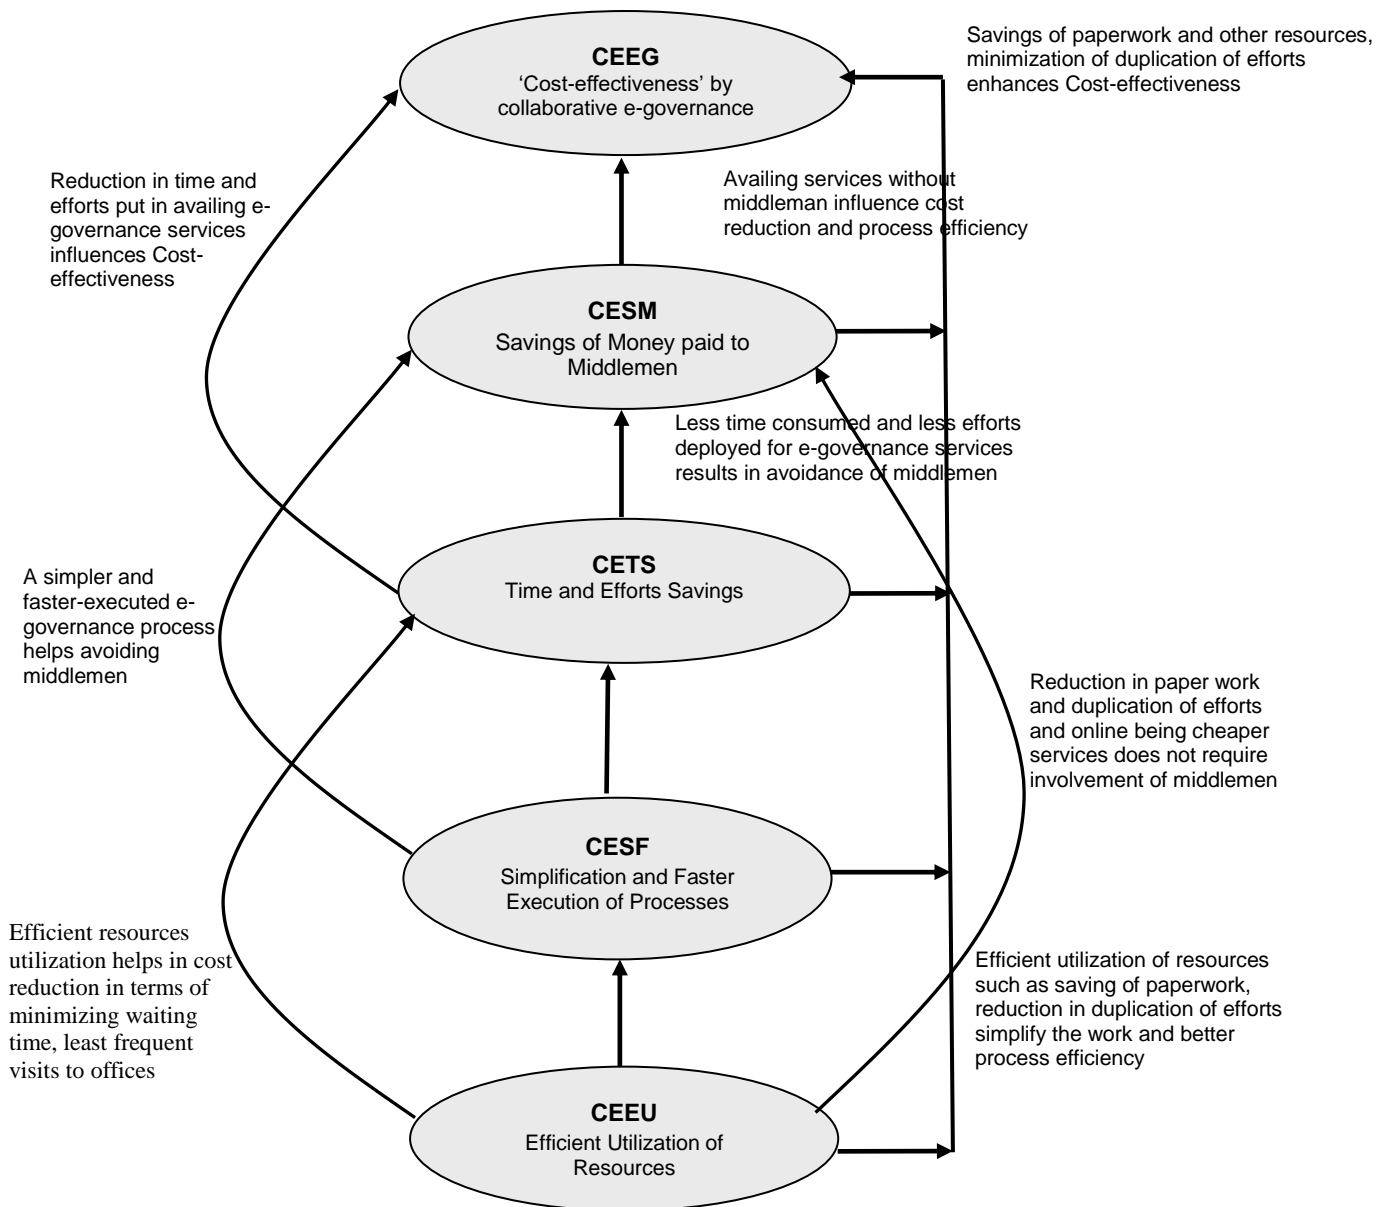 CEEG
‘Cost-effectiveness’ by
collaborative e-governance
Savings of paperwork and other resources,
minimization of duplication of efforts
enhances Cost-effectiveness
Reduction in time and
efforts put in availing e-
governance services
influences Cost-
effectiveness
Availing services without
middleman influence cost
reduction and process efficiency
CESM
Savings of Money paid to
Middlemen
Less time consumed and less efforts
deployed for e-governance services
results in avoidance of middlemen
CETS
Time and Efforts Savings
A simpler and
faster-executed e-
governance process
helps avoiding
middlemen
Reduction in paper work
and duplication of efforts
and online being cheaper
services does not require
involvement of middlemen
CESF
Simplification and Faster
Execution of Processes
Efficient resources
utilization helps in cost
reduction in terms of
minimizing waiting
time, least frequent
visits to offices
Efficient utilization of resources
such as saving of paperwork,
reduction in duplication of efforts
simplify the work and better
process efficiency
CEEU
Efficient Utilization of
Resources